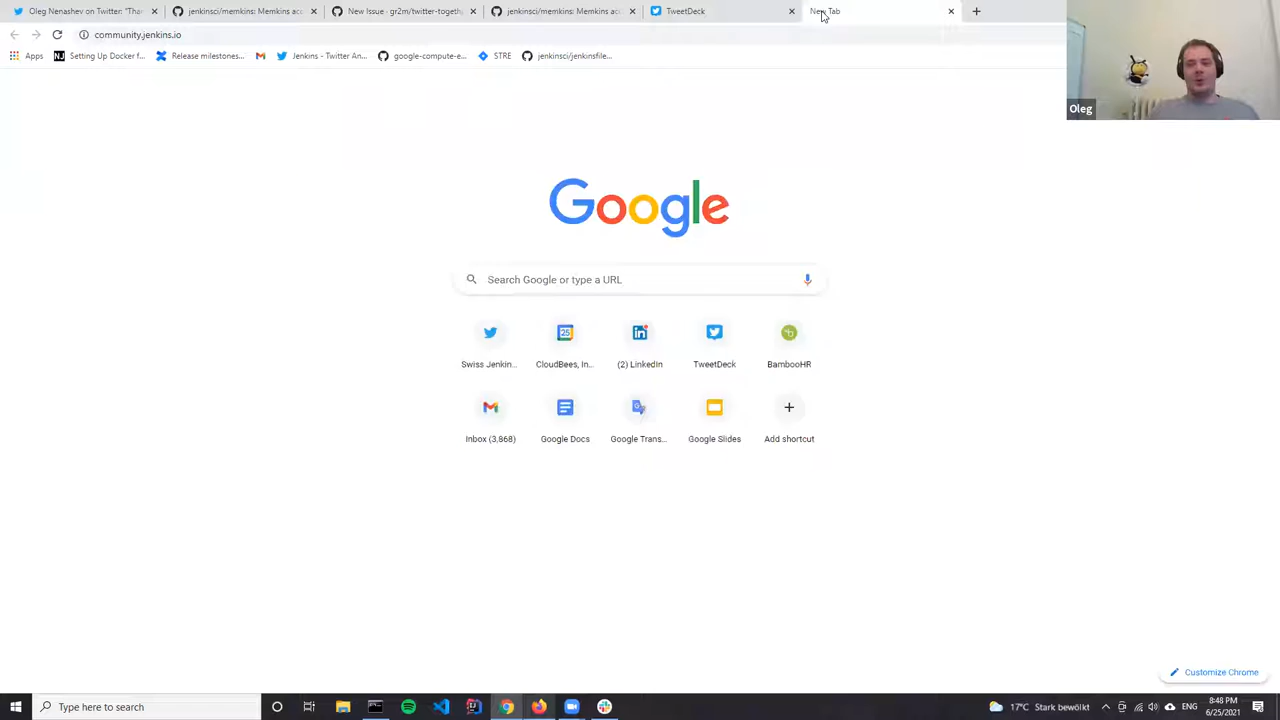 Oleg Nenashev on Twitter: "Thank
jenkinsci/memkins: Memkins acc
New Issue · gr2m/twitter-togeth
jenkinsci/memkins: Memkins acc
TweetDeck
New Tab
community.jenkins.io
Apps
Setting Up Docker f...
Release milestones...
Jenkins - Twitter An...
google-compute-e...
STRE
jenkinsci/jenkinsfile...
Oleg
Google
Search Google or type a URL
Swiss Jenkin...
CloudBees, In...
(2) LinkedIn
TweetDeck
BambooHR
Inbox (3,868)
Google Docs
Google Trans...
Google Slides
Add shortcut
Customize Chrome
Type here to search
17°C Stark bewölkt
ENG
8:48 PM
6/25/2021